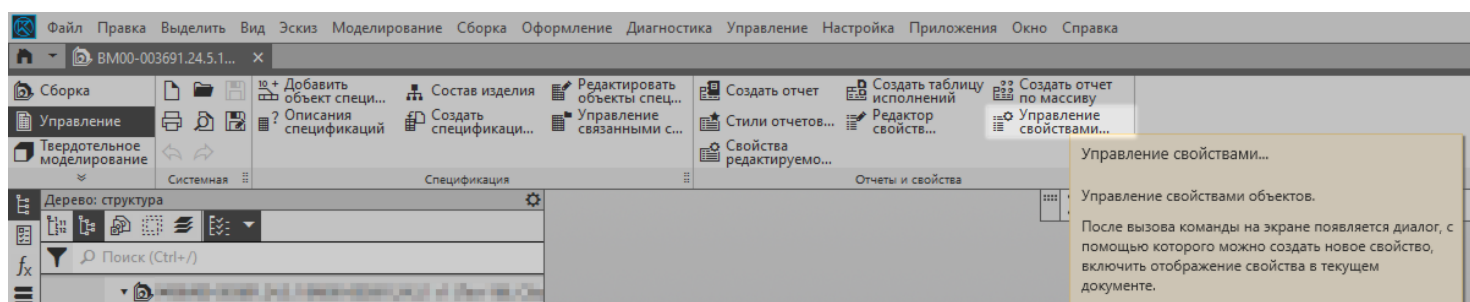 Файл Правка Выделить Вид Эскиз Моделирование Сборка Оформление Диагностика Управление Настройка Приложения Окно Справка
BM00-003691.24.5.1...
Сборка
Управление
Твердотельное
моделирование
Системная
Добавить
объект специ...
Описания
спецификаций
Состав изделия
Создать
спецификаци...
Редактировать
объекты спец...
Управление
связанными с...
Спецификация
Создать отчет
Стили отчетов...
Свойства
редактируемо...
Создать таблицу
исполнений
Редактор
свойств...
Создать отчет
по массиву
Управление
свойствами...
Отчеты и свойства
Управление свойствами...
Управление свойствами объектов.
После вызова команды на экране появляется диалог, с
помощью которого можно создать новое свойство,
включить отображение свойства в текущем
документе.
Дерево: структура
Поиск (Ctrl+/)